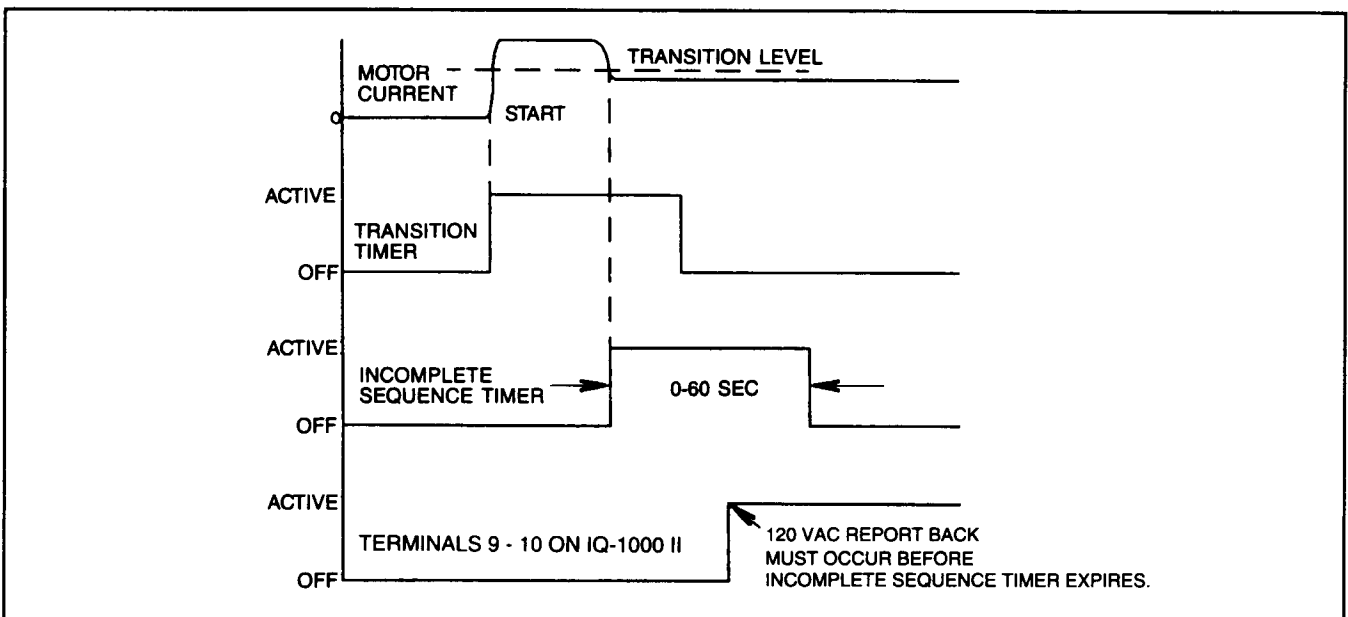 TRANSITION LEVEL
MOTOR
CURRENT
0
START
ACTIVE
TRANSITION
TIMER
OFF
ACTIVE
INCOMPLETE
SEQUENCE TIMER
0-60 SEC
OFF
ACTIVE
TERMINALS 9 - 10 ON IQ-1000 II
120 VAC REPORT BACK
MUST OCCUR BEFORE
INCOMPLETE SEQUENCE TIMER EXPIRES.
OFF